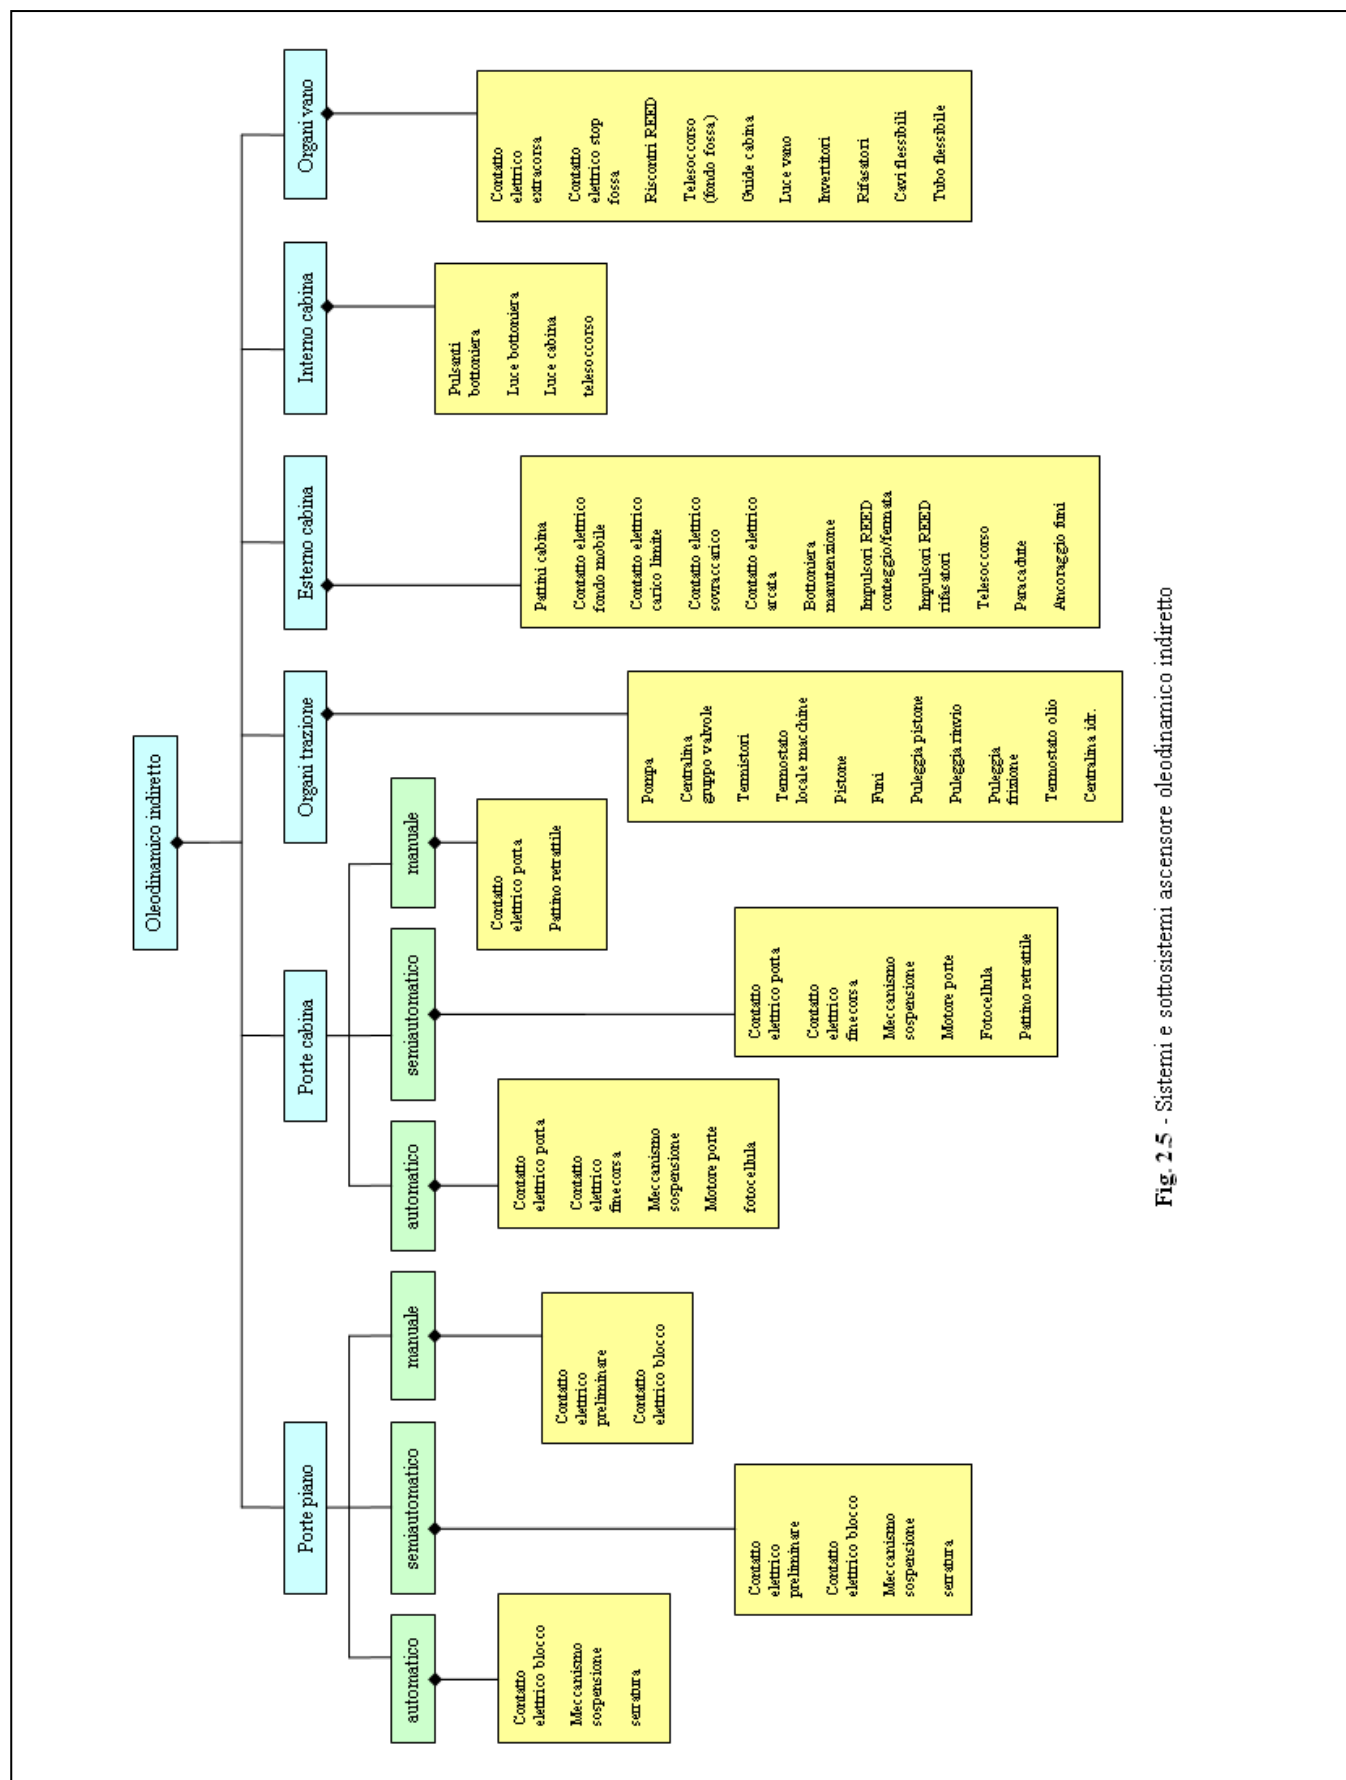 Oleodinamico indiretto
Porte piano
Porte cabina
Organi trazione
Esterno cabina
Interno cabina
Organi vano
automatico
semiautomatico
manuale
automatico
semiautomatico
manuale
Contatto
elettrico blocco
Meccanismo
sospensione
serratura
Contatto
elettrico
preliminare
Contatto
elettrico blocco
Meccanismo
sospensione
serratura
Contatto
elettrico
preliminare
Contatto
elettrico blocco
Contatto
elettrico porta
Contatto
elettrico
finecorsa
Meccanismo
sospensione
Motore porte
fotocellula
Contatto
elettrico porta
Contatto
elettrico
finecorsa
Meccanismo
sospensione
Motore porte
Fotocellula
Pattino retrattile
Contatto
elettrico porta
Pattino retrattile
Pompa
Centralina
gruppo valvole
Termistori
Termostato
locale macchine
Pistone
Funi
Puleggia pistone
Puleggia rinvio
Puleggia
frizione
Termostato olio
Centralina idr.
Pattini cabina
Contatto elettrico
fondo mobile
Contatto elettrico
carico limite
Contatto elettrico
sovraccarico
Contatto elettrico
arcata
Bottoniera
manutenzione
Impulsori REED
conteggio/fermata
Impulsori REED
rifasatori
Telesoccorso
Paracadute
Ancoraggio funi
Pulsanti
bottoniera
Luce bottoniera
Luce cabina
telesoccorso
Contatto
elettrico
extracorsa
Contatto
elettrico stop
fossa
Riscontri REED
Telesoccorso
(fondo fossa)
Guide cabina
Luce vano
Invertitori
Rifasatori
Cavi flessibili
Tubo flessibile
Fig. 2.5 - Sistemi e sottosistemi ascensore oleodinamico indiretto